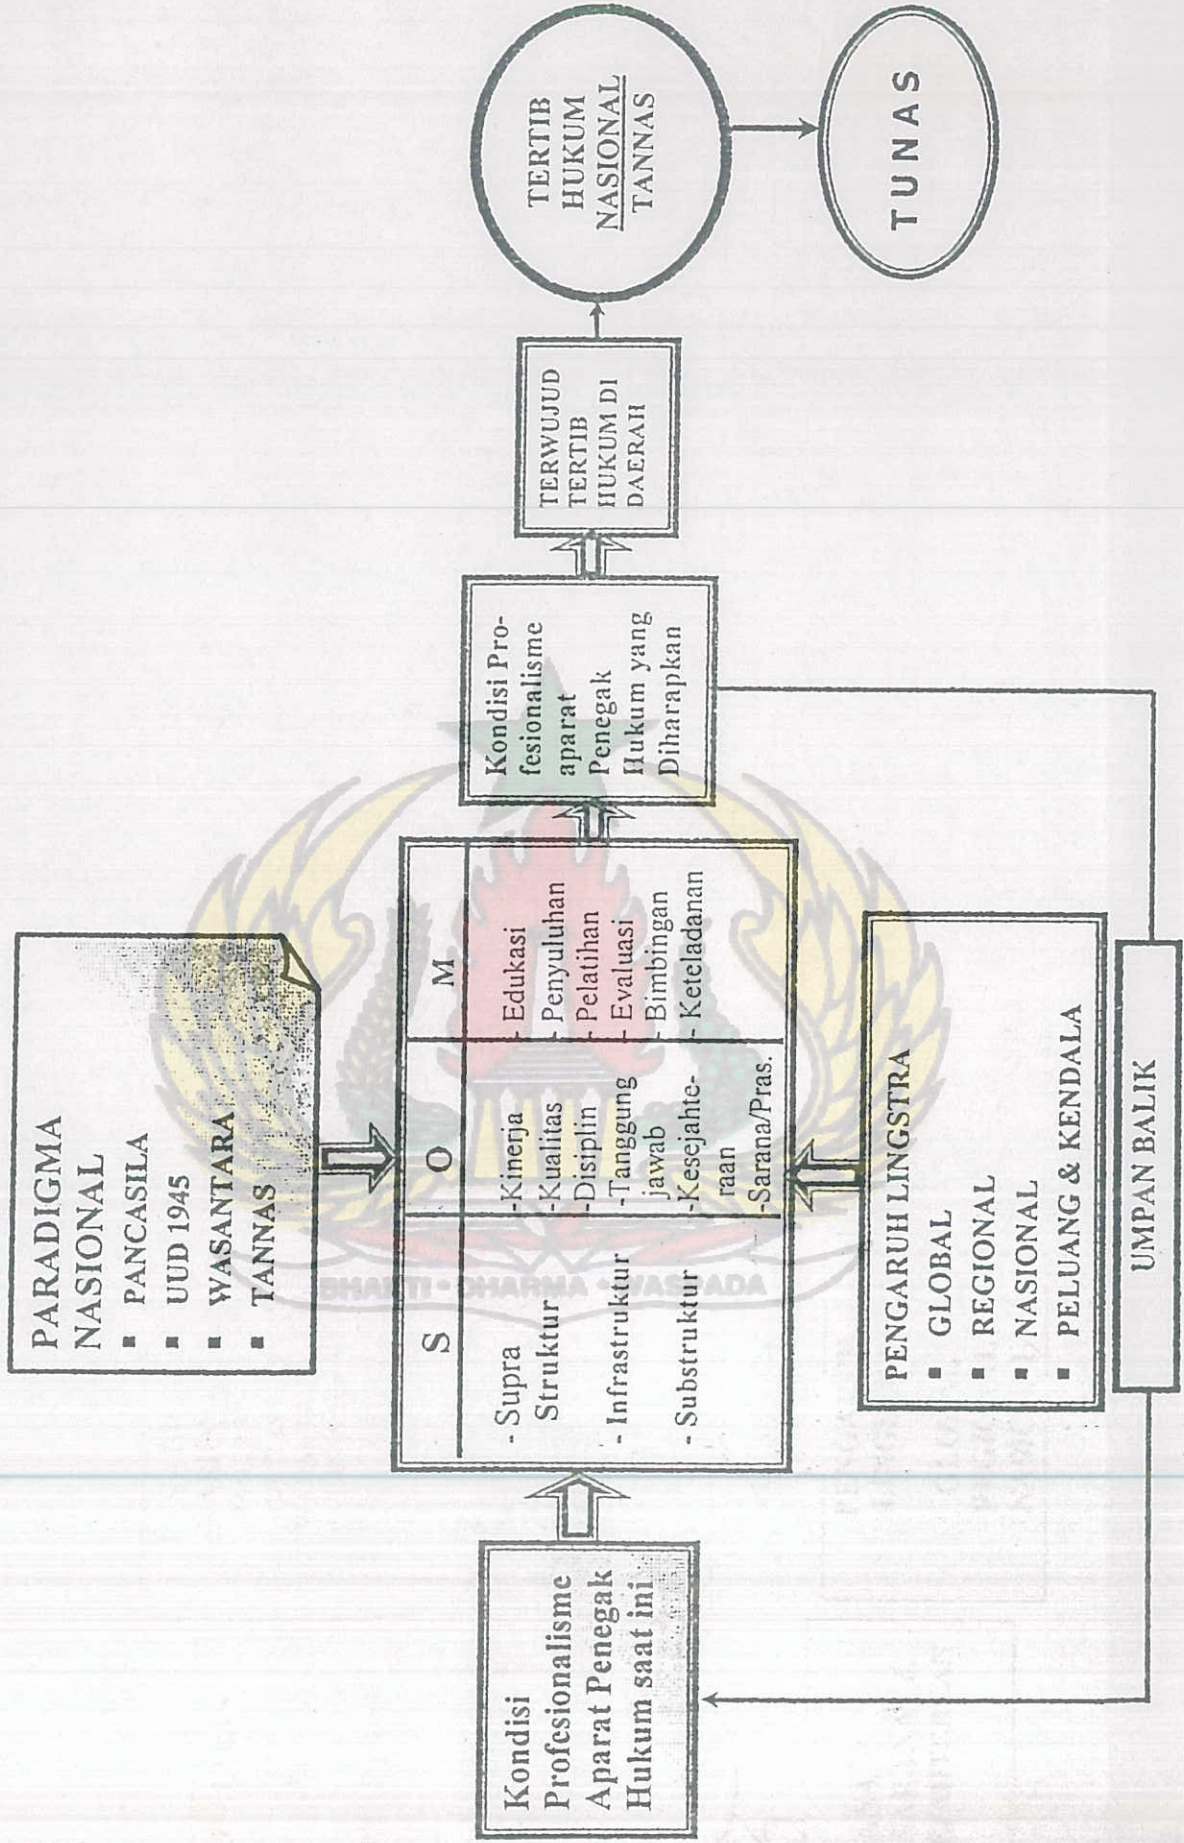 PARADIGMA
NASIONAL
▪ PANCASILA
▪ UUD 1945
▪ WASANTARA
▪ TANNAS
Kondisi
Profesionalisme
Aparat Penegak
Hukum saat ini
S
- Supra
Struktur
- Infrastruktur
- Substruktur
O
-Kinerja
-Kualitas
-Disiplin
-Tanggung
jawab
-Kesejahte-
raan
-Sarana/Pras.
M
- Edukasi
- Penyuluhan
- Pelatihan
- Evaluasi
- Bimbingan
- Keteladanan
Kondisi Pro-
fesionalisme
aparat
Penegak
Hukum yang
Diharapkan
TERWUJUD
TERTIB
HUKUM DI
DAERAH
TERTIB
HUKUM
NASIONAL
TANNAS
TUNAS
PENGARUH LINGSTRA
▪ GLOBAL
▪ REGIONAL
▪ NASIONAL
▪ PELUANG & KENDALA
UMPAN BALIK
BHAKTI - DHARMA - WASPADA